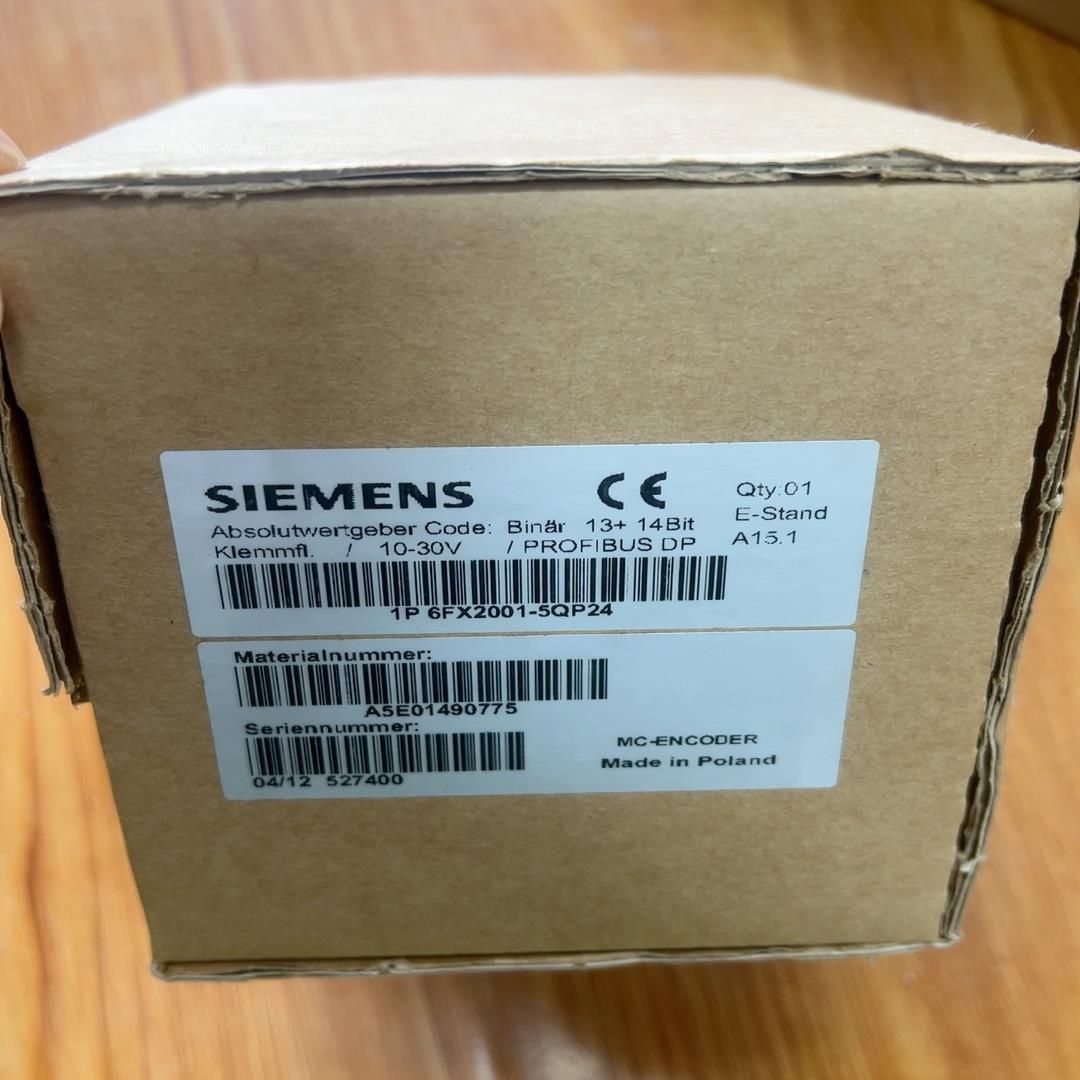 SIEMENS CE Qty:01
Absolutwertgeber Code: Binär 13+ 14Bit E-Stand
Klemmfl. / 10-30V / PROFIBUS DP A15.1
1P 6FX2001-5QP24
Materialnummer:
A5E01490775
Seriennummer:
04/12 527400
MC-ENCODER
Made in Poland